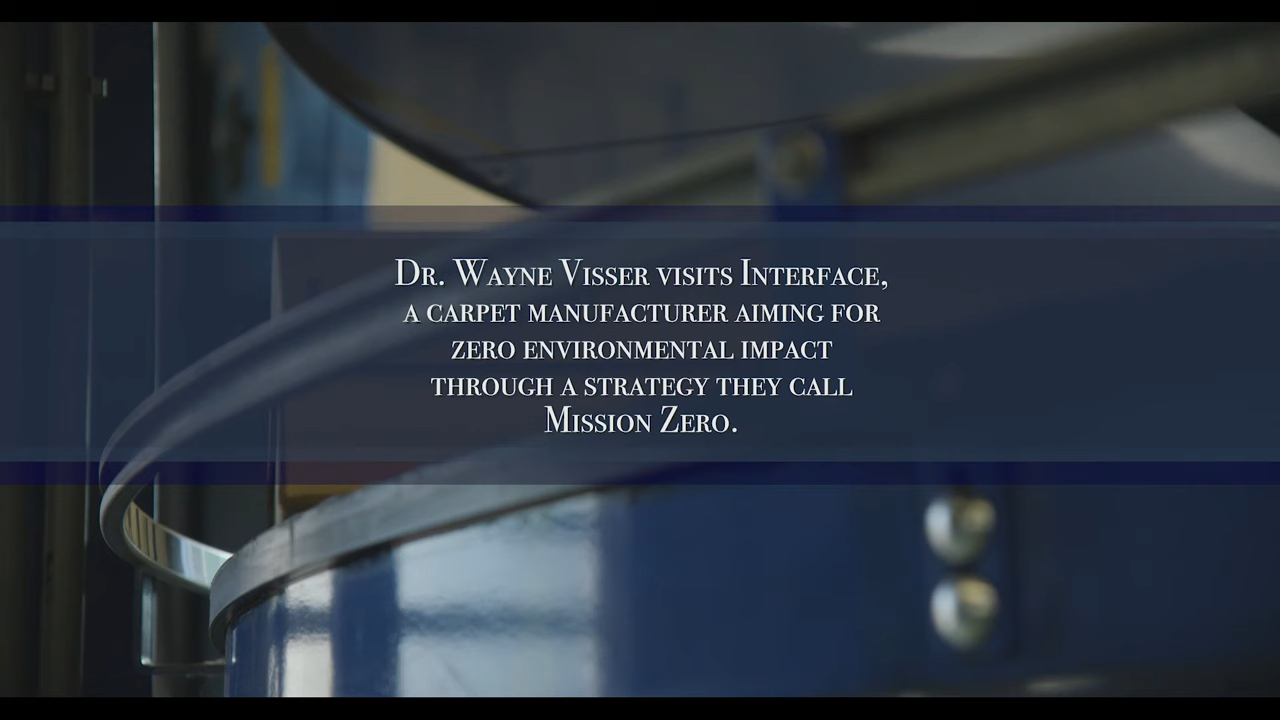 Dr. Wayne Visser visits Interface,
a carpet manufacturer aiming for
zero environmental impact
through a strategy they call
Mission Zero.